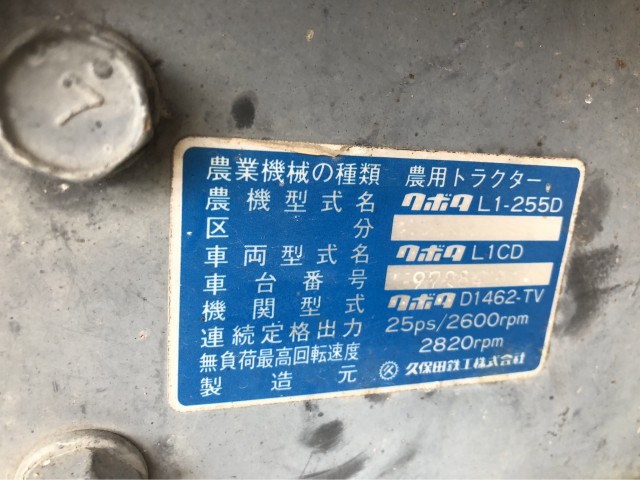 農業機械の種類 農用トラクター
農機型式名 クボタ L1-255D
区分
車両型式名 クボタ L1CD
車台番号
機関型式 クボタ D1462-TV
連続定格出力 25ps/2600rpm
無負荷最高回転速度 2820rpm
製造元 久保田鉄工株式会社
7